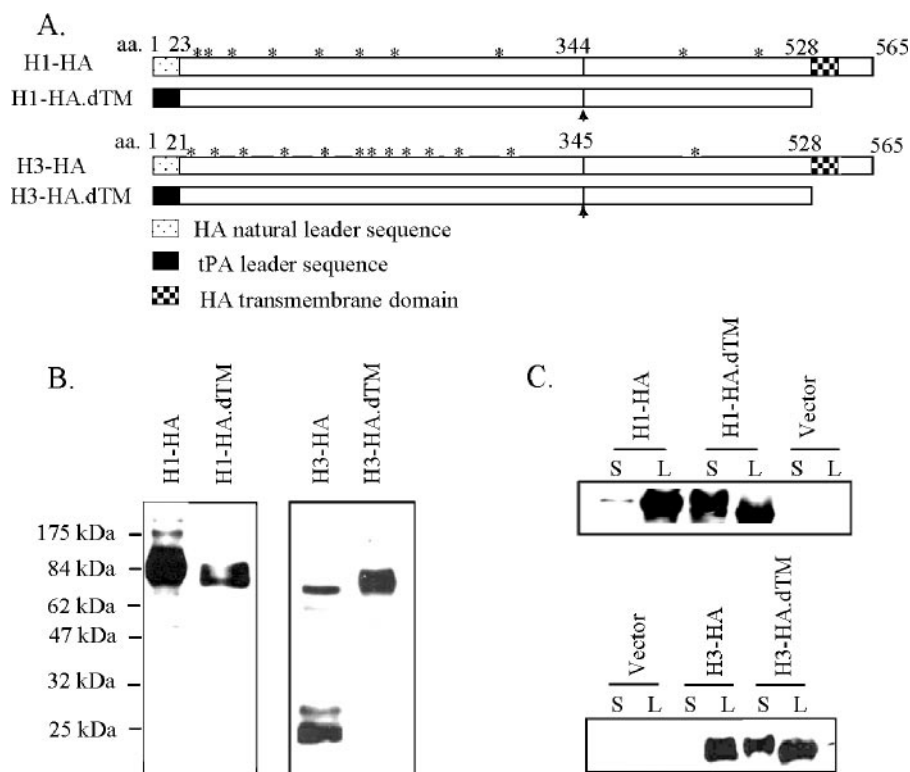 A.
aa. 1 23 * * * * * * * * 344 * * 528 565
H1-HA
H1-HA.dTM
aa. 1 21 * * * * * * * * * * * 345 * 528 565
H3-HA
H3-HA.dTM
HA natural leader sequence
tPA leader sequence
HA transmembrane domain
B.
H1-HA
H1-HA.dTM
H3-HA
H3-HA.dTM
175 kDa
84 kDa
62 kDa
47 kDa
32 kDa
25 kDa
C.
H1-HA H1-HA.dTM Vector
S L S L S L
Vector H3-HA H3-HA.dTM
S L S L S L